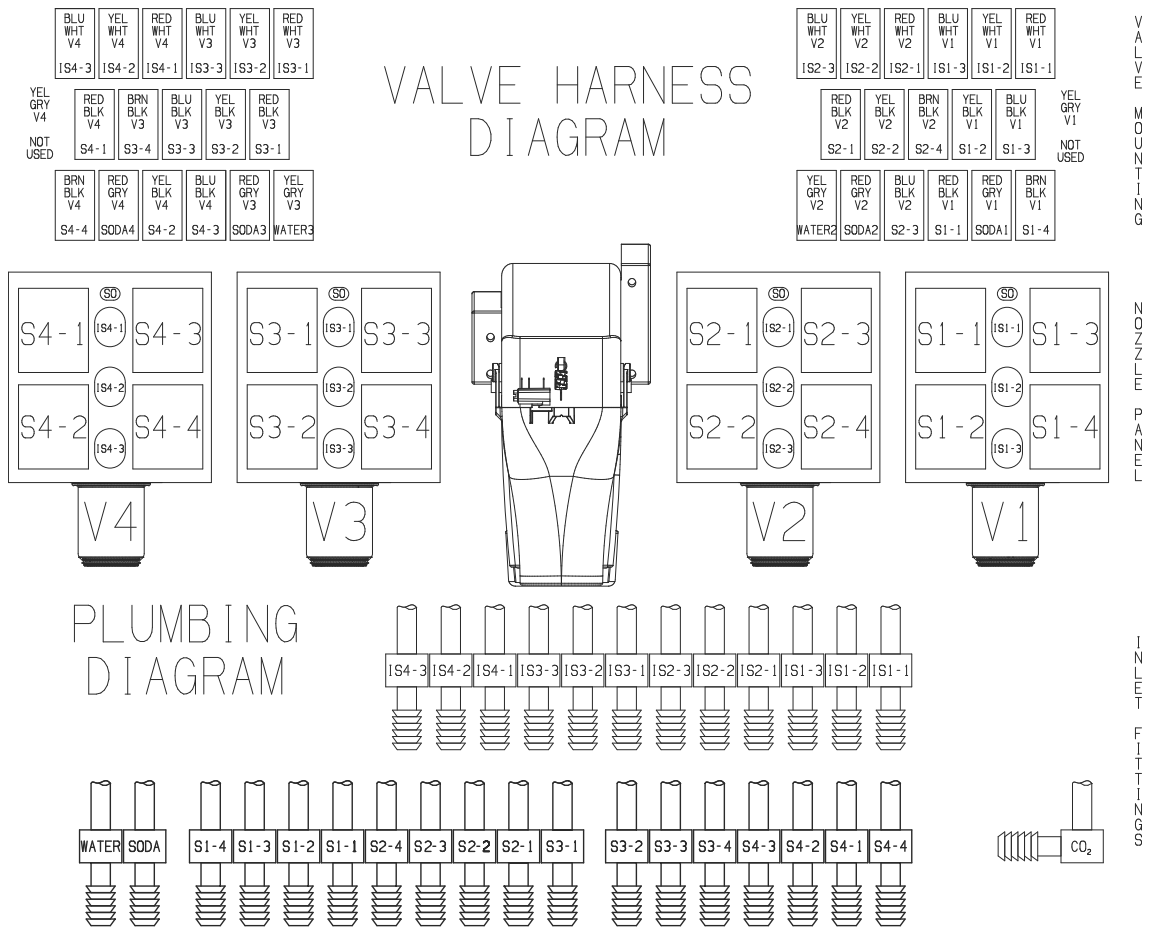 BLU WHT V4 IS4-3
YEL WHT V4 IS4-2
RED WHT V4 IS4-1
BLU WHT V3 IS3-3
YEL WHT V3 IS3-2
RED WHT V3 IS3-1
BLU WHT V2 IS2-3
YEL WHT V2 IS2-2
RED WHT V2 IS2-1
BLU WHT V1 IS1-3
YEL WHT V1 IS1-2
RED WHT V1 IS1-1
VALVE HARNESS
DIAGRAM
YEL GRY V4 NOT USED
RED BLK V4 S4-1
BRN BLK V3 S3-4
BLU BLK V3 S3-3
YEL BLK V3 S3-2
RED BLK V3 S3-1
RED BLK V2 S2-1
YEL BLK V2 S2-2
BRN BLK V2 S2-4
YEL BLK V1 S1-2
BLU BLK V1 S1-3
YEL GRY V1 NOT USED
BRN BLK V4 S4-4
RED GRY V4 SODA4
YEL BLK V4 S4-2
BLU BLK V4 S4-3
RED GRY V3 SODA3
YEL GRY V3 WATER3
YEL GRY V2 WATER2
RED GRY V2 SODA2
BLU BLK V2 S2-3
RED BLK V1 S1-1
RED GRY V1 SODA1
BRN BLK V1 S1-4
VALVE MOUNTING
SO
S4-1 IS4-1 S4-3
IS4-2
S4-2 IS4-3 S4-4
V4
SO
S3-1 IS3-1 S3-3
IS3-2
S3-2 IS3-3 S3-4
V3
SO
S2-1 IS2-1 S2-3
IS2-2
S2-2 IS2-3 S2-4
V2
SO
S1-1 IS1-1 S1-3
IS1-2
S1-2 IS1-3 S1-4
V1
NOZZLE PANEL
PLUMBING
DIAGRAM
IS4-3 IS4-2 IS4-1 IS3-3 IS3-2 IS3-1 IS2-3 IS2-2 IS2-1 IS1-3 IS1-2 IS1-1
WATER SODA S1-4 S1-3 S1-2 S1-1 S2-4 S2-3 S2-2 S2-1 S3-1 S3-2 S3-3 S3-4 S4-3 S4-2 S4-1 S4-4 CO₂
INLET FITTINGS